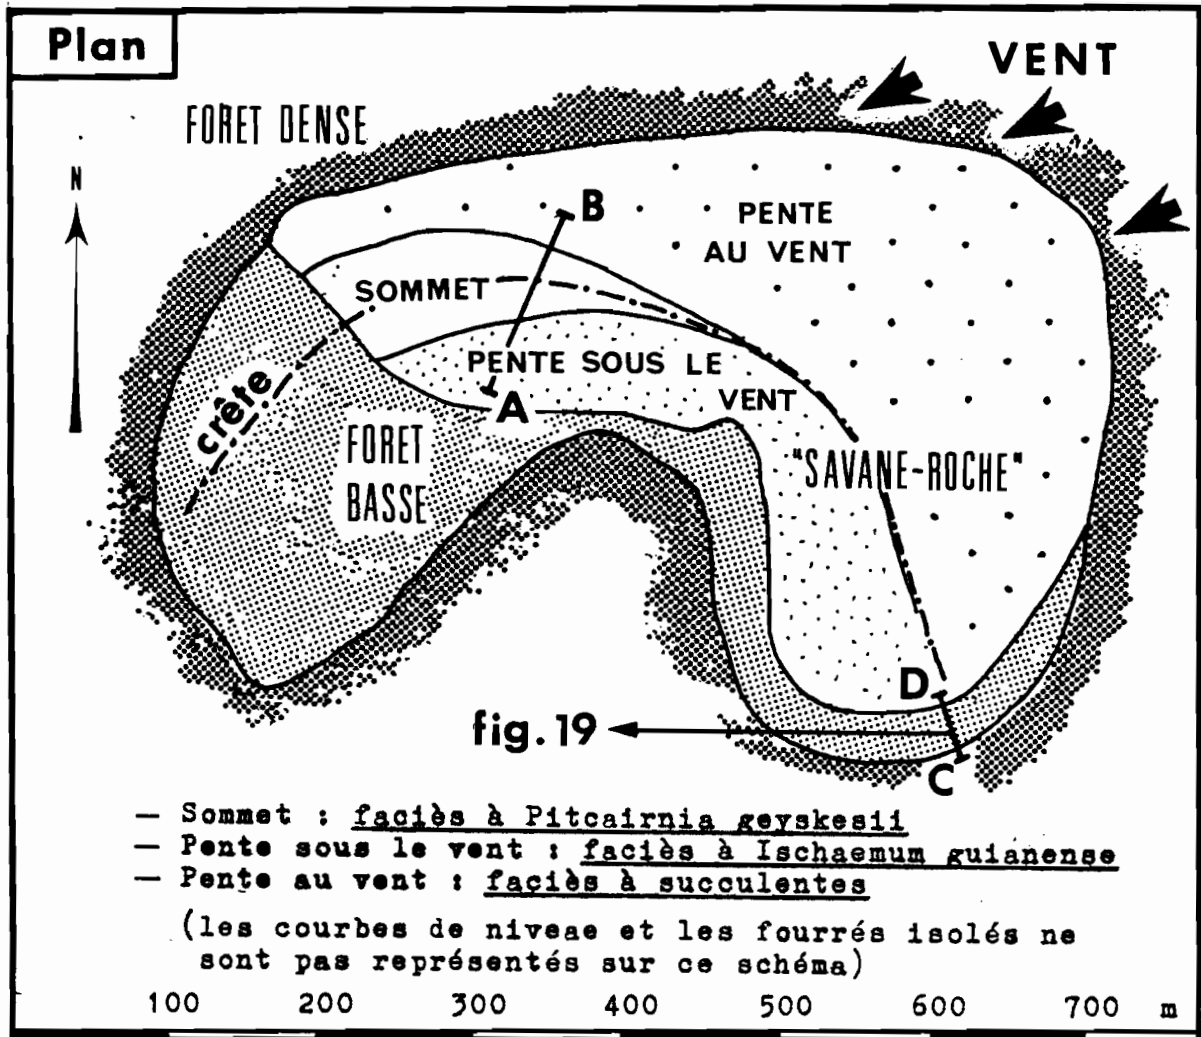 Plan
VENT
FORET DENSE
N
B
PENTE
AU VENT
SOMMET
PENTE SOUS LE
VENT
A
crête
FORET
BASSE
"SAVANE-ROCHE"
D
fig.19
C
— Sommet : faciès à Pitcairnia geyskesii
— Pente sous le vent : faciès à Ischaemum guianense
— Pente au vent : faciès à succulentes
(les courbes de niveae et les fourrés isolés ne
sont pas représentés sur ce schéma)
100 200 300 400 500 600 700 m